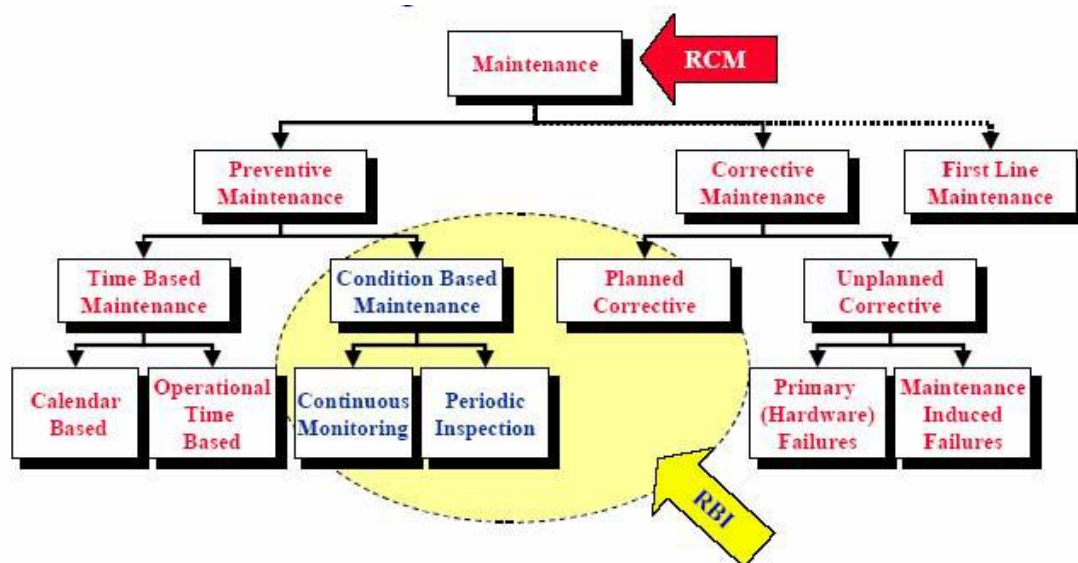 Maintenance
RCM
Preventive
Maintenance
Corrective
Maintenance
First Line
Maintenance
Time Based
Maintenance
Condition Based
Maintenance
Planned
Corrective
Unplanned
Corrective
Calendar
Based
Operational
Time
Based
Continuous
Monitoring
Periodic
Inspection
Primary
(Hardware)
Failures
Maintenance
Induced
Failures
RBI